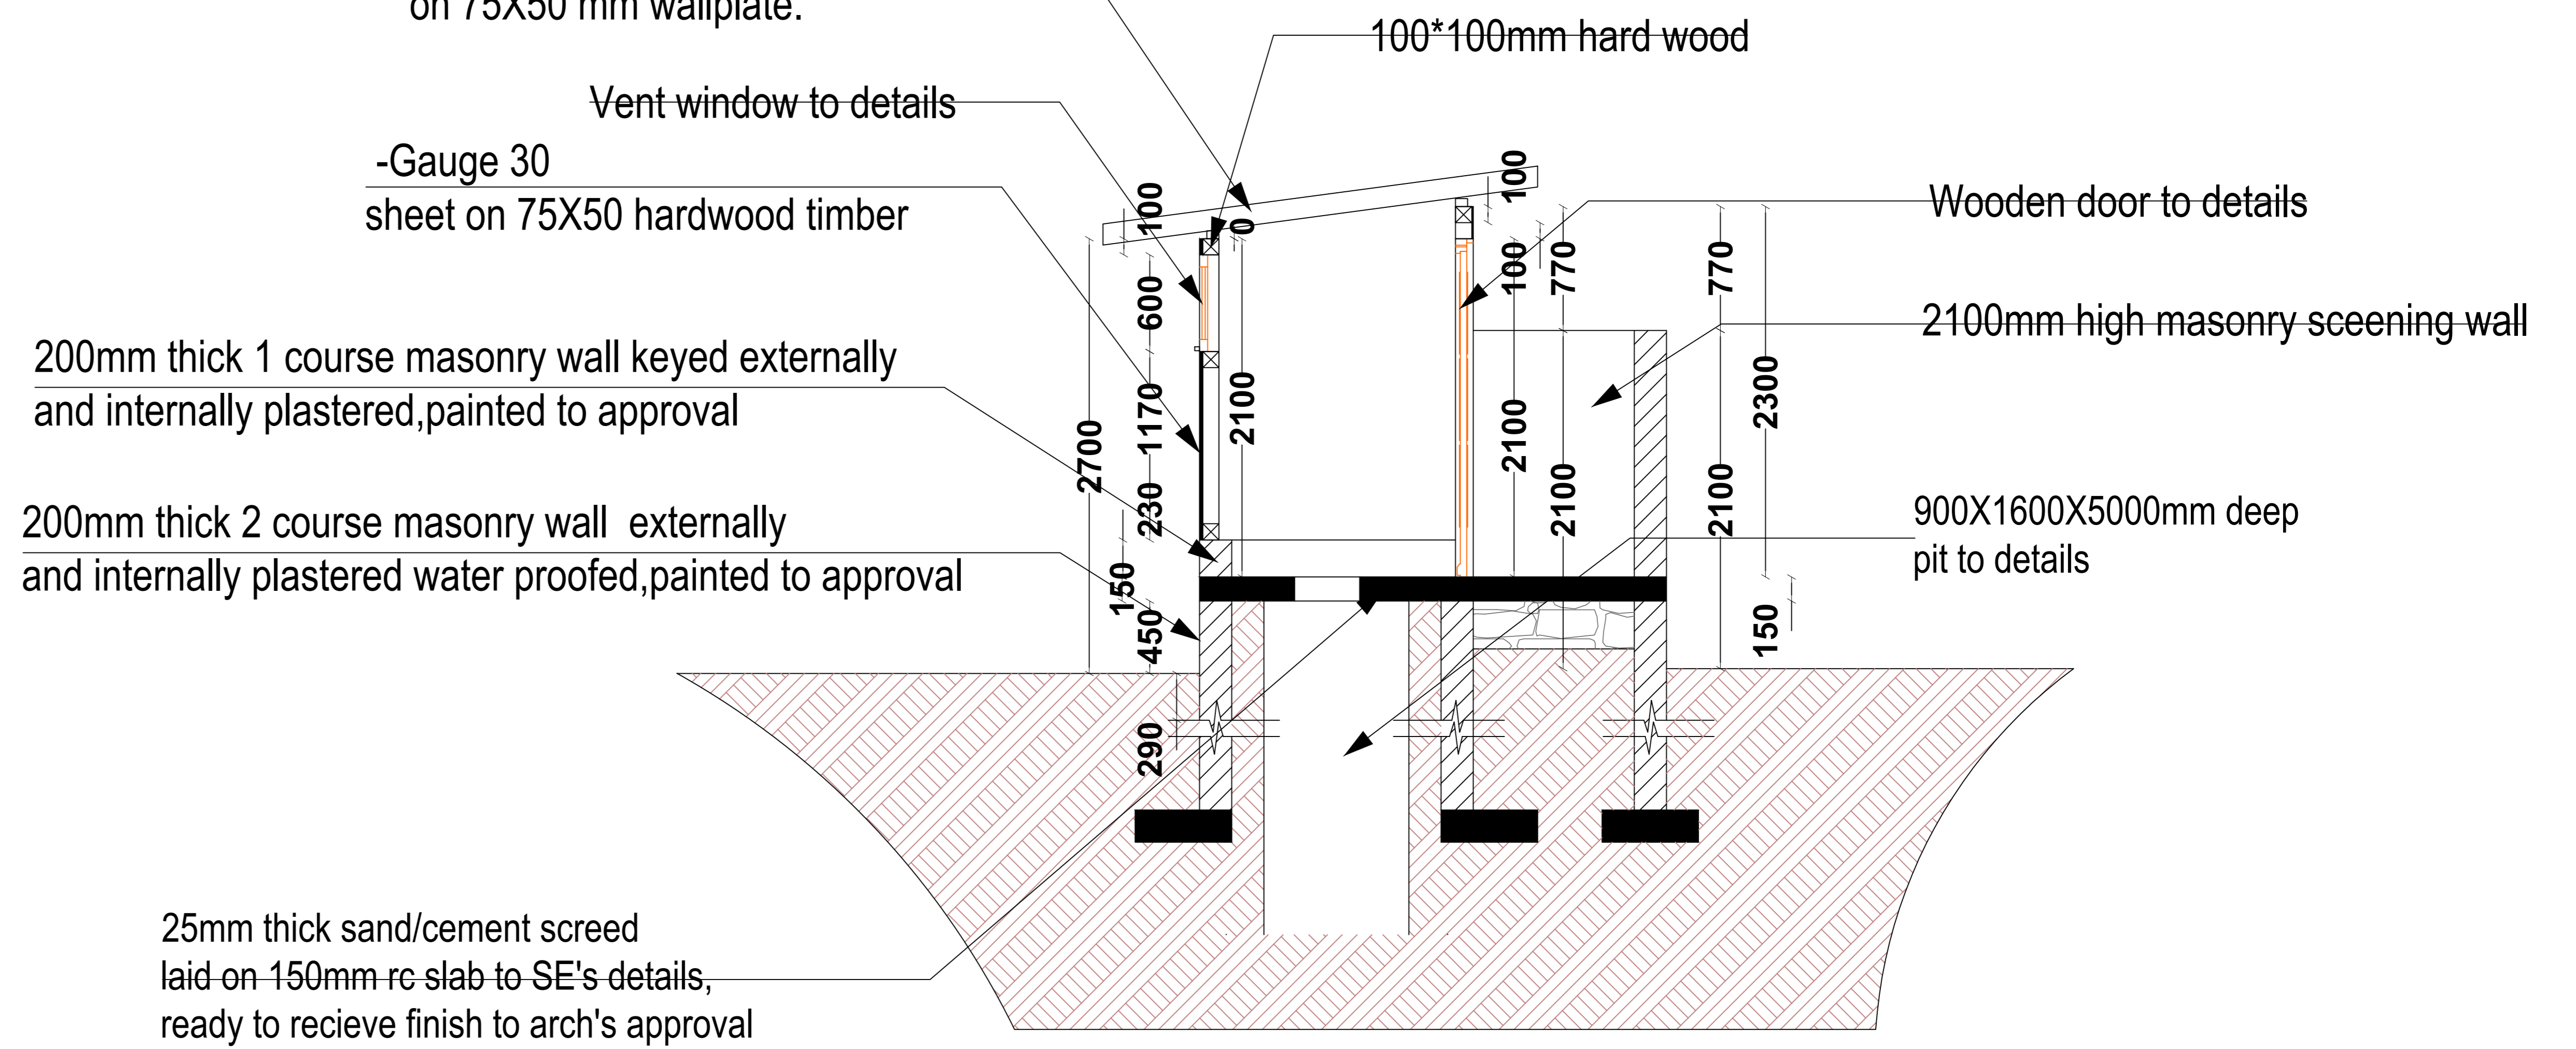 on 75X50 mm wallplate.
100*100mm hard wood
Vent window to details
-Gauge 30
sheet on 75X50 hardwood timber
Wooden door to details
2100mm high masonry sceening wall
200mm thick 1 course masonry wall keyed externally
and internally plastered,painted to approval
200mm thick 2 course masonry wall  externally
and internally plastered water proofed,painted to approval
900X1600X5000mm deep
pit to details
25mm thick sand/cement screed
laid on 150mm rc slab to SE's details,
ready to recieve finish to arch's approval
2700
100
600
1170
230
150
450
290
0
2100
100
100
2100
770
2100
770
2100
2300
150